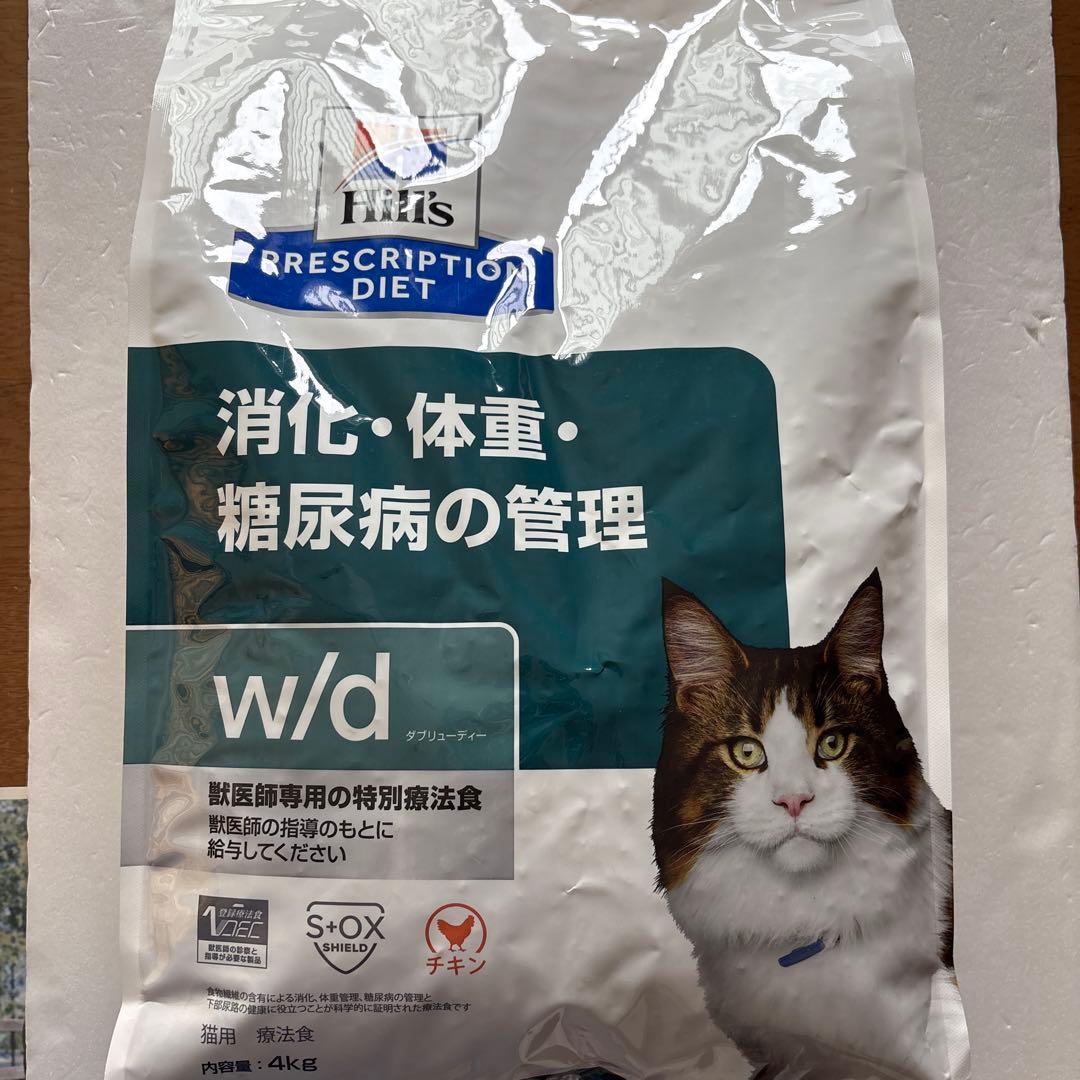 Hill's
PRESCRIPTION
DIET
消化・体重・
糖尿病の管理
w/d
ダブリューディー
獣医師専用の特別療法食
獣医師の指導のもとに
給与してください
登録療法食
獣医師の診察と
指導が必要な製品
S+OX
SHIELD
チキン
食物繊維の含有による消化、体重管理、糖尿病の管理と
下部尿路の健康に役立つことが科学的に証明された療法食です
猫用 療法食
内容量：4kg